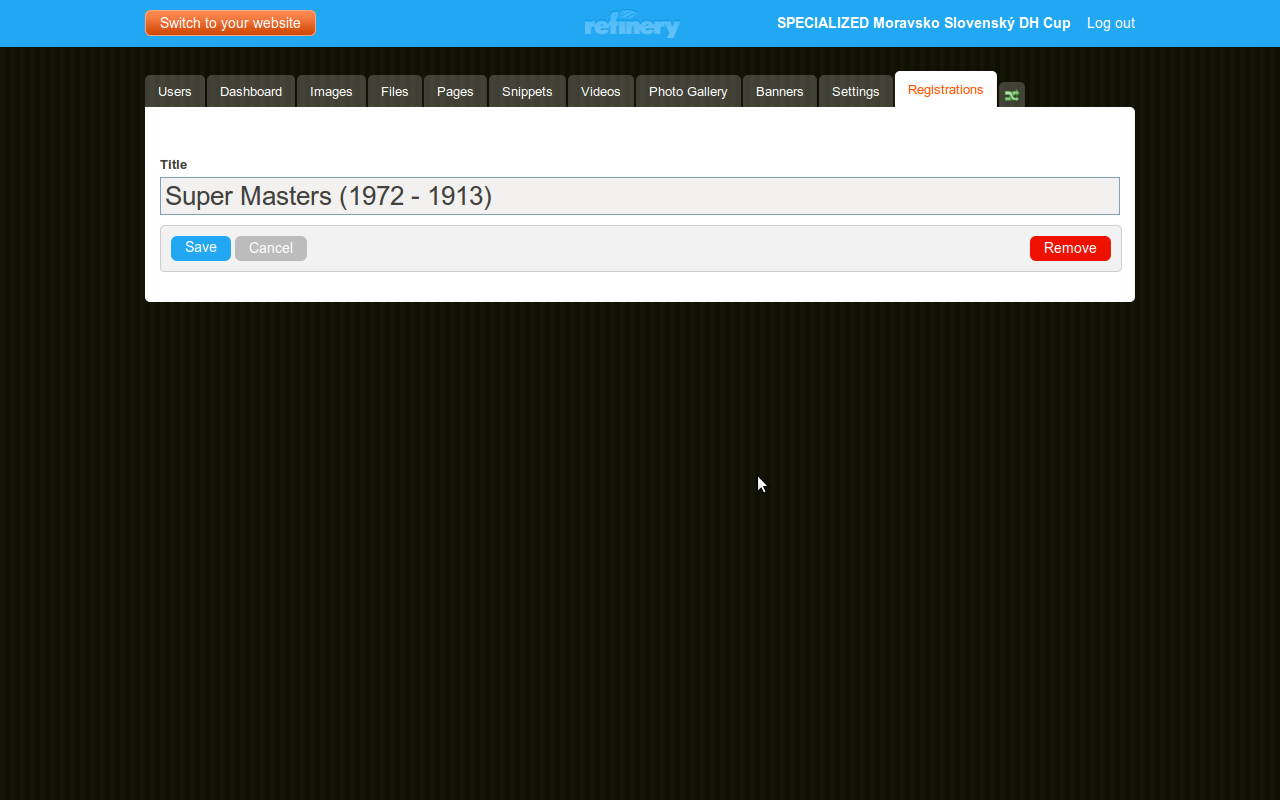 Switch to your website
refinery
SPECIALIZED Moravsko Slovenský DH Cup
Log out
Users
Dashboard
Images
Files
Pages
Snippets
Videos
Photo Gallery
Banners
Settings
Registrations
Title
Super Masters (1972 - 1913)
Save
Cancel
Remove